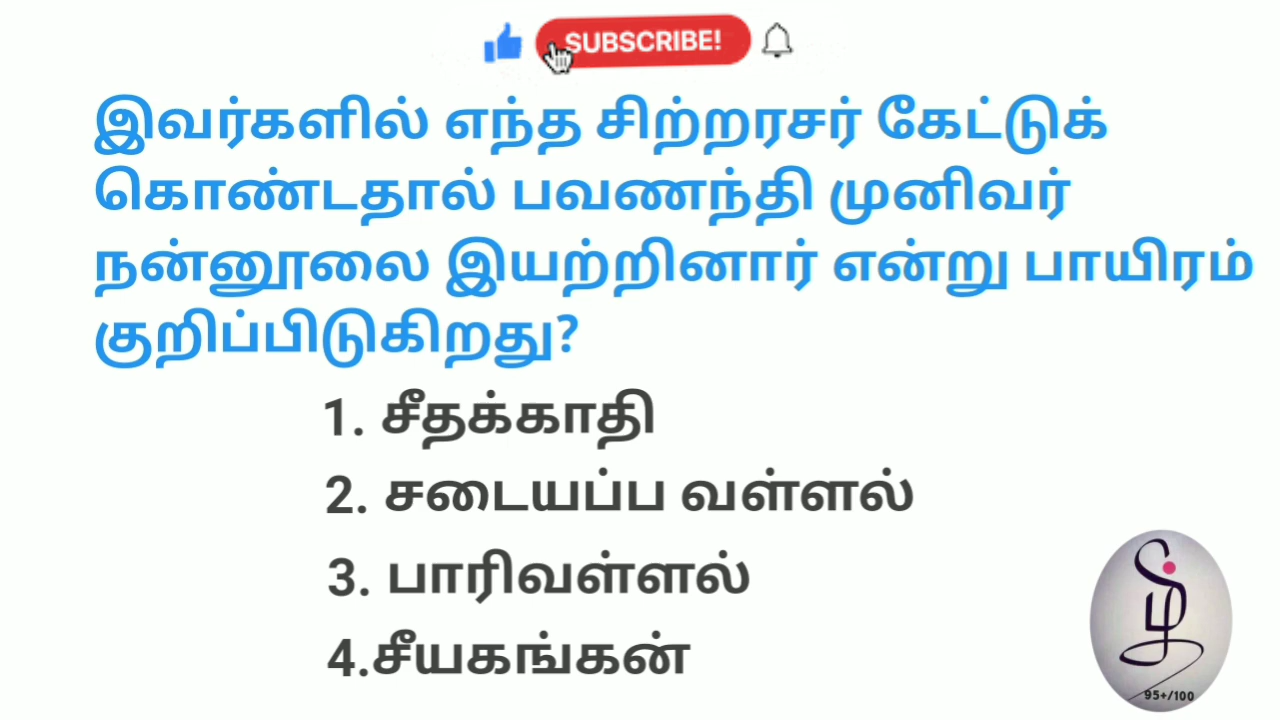 SUBSCRIBE!
இவர்களில் எந்த சிற்றரசர் கேட்டுக்
கொண்டதால் பவணந்தி முனிவர்
நன்னூலை இயற்றினார் என்று பாயிரம்
குறிப்பிடுகிறது?
1. சீதக்காதி
2. சடையப்ப வள்ளல்
3. பாரிவள்ளல்
4.சீயகங்கன்
95+/100